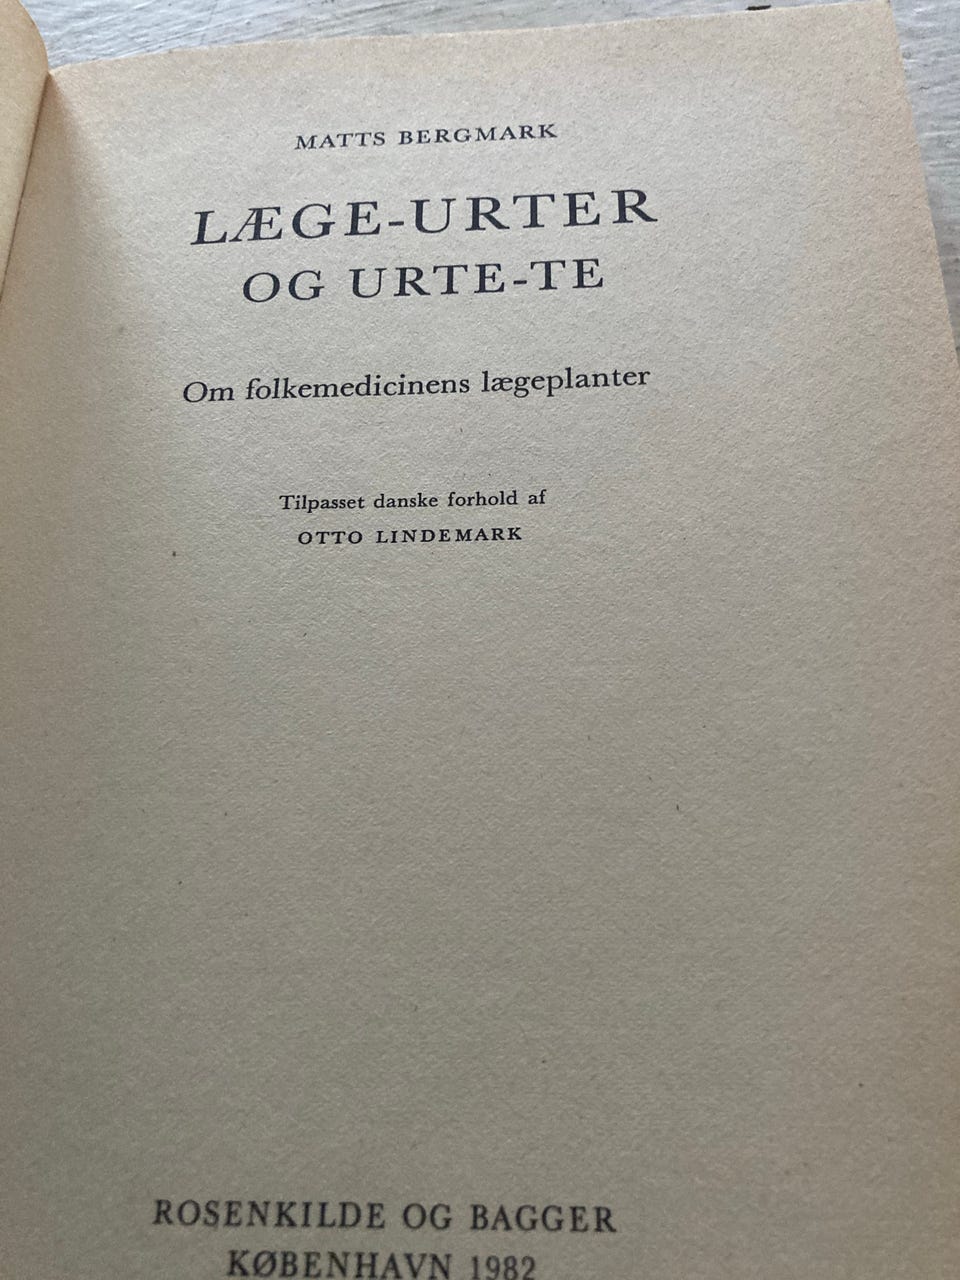 MATTS BERGMARK
LÆGE-URTER
OG URTE-TE
Om folkemedicinens lægeplanter
Tilpasset danske forhold af
OTTO LINDEMARK
ROSENKILDE OG BAGGER
KØBENHAVN 1982